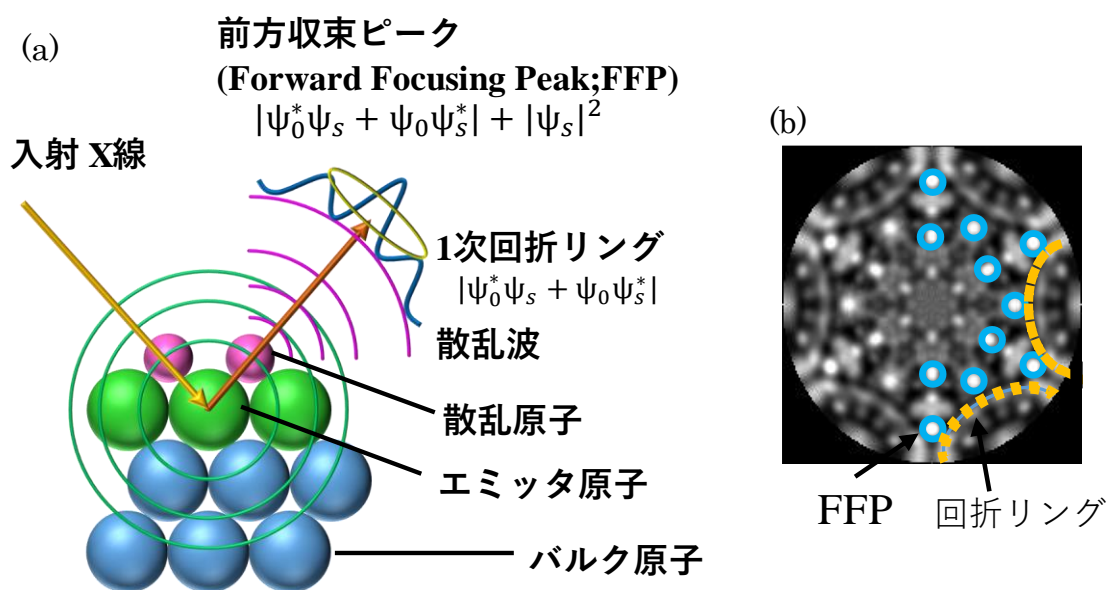 (a)
前方収束ピーク
(Forward Focusing Peak;FFP)
|ψ₀*ψₛ + ψ₀ψₛ*| + |ψₛ|²
入射 X線
1次回折リング
|ψ₀*ψₛ + ψ₀ψₛ*|
散乱波
散乱原子
エミッタ原子
バルク原子
(b)
FFP
回折リング